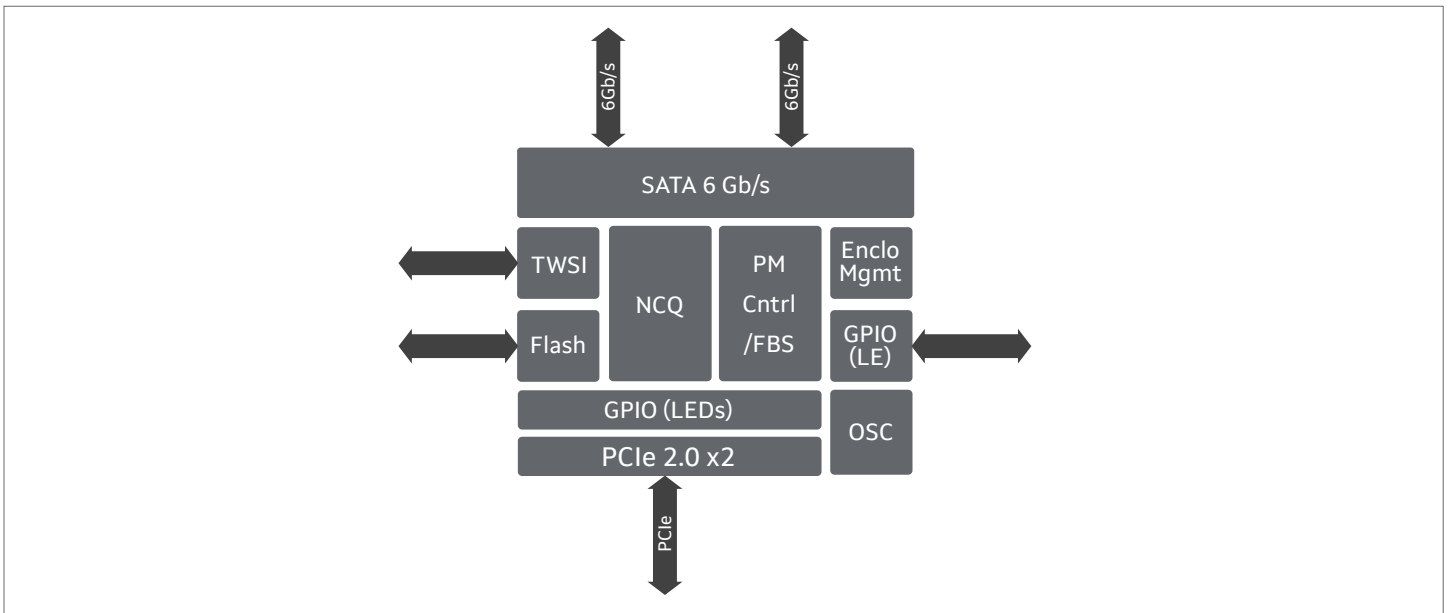 6Gb/s
6Gb/s
SATA 6 Gb/s
TWSI
NCQ
PM
Cntrl
/FBS
Enclo
Mgmt
Flash
GPIO
(LE)
GPIO (LEDs)
OSC
PCIe 2.0 x2
PCIe